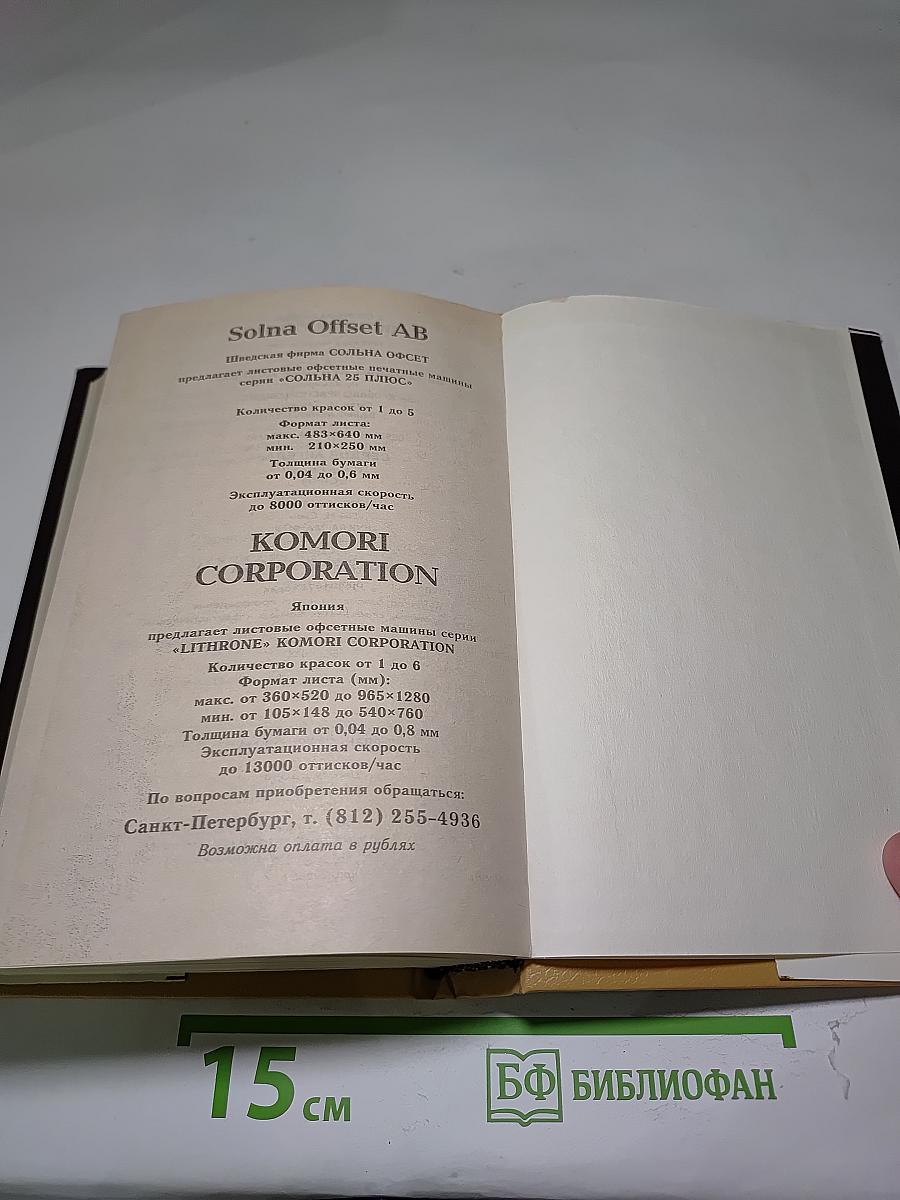 Solna Offset AB
Шведская фирма СОЛЬНА ОФСЕТ
предлагает листовые офсетные печатные машины
серии «СОЛЬНА 25 ПЛЮС»
Количество красок от 1 до 5
Формат листа:
макс. 483×640 мм
мин. 210×250 мм
Толщина бумаги
от 0,04 до 0,6 мм
Эксплуатационная скорость
до 8000 оттисков/час
KOMORI
CORPORATION
Япония
предлагает листовые офсетные машины серии
«LITHRONE» KOMORI CORPORATION
Количество красок от 1 до 6
Формат листа (мм):
макс. от 360×520 до 965×1280
мин. от 105×148 до 540×760
Толщина бумаги от 0,04 до 0,8 мм
Эксплуатационная скорость
до 13000 оттисков/час
По вопросам приобретения обращаться:
Санкт-Петербург, т. (812) 255-4936
Возможна оплата в рублях
15 см
БФ БИБЛИОФАН